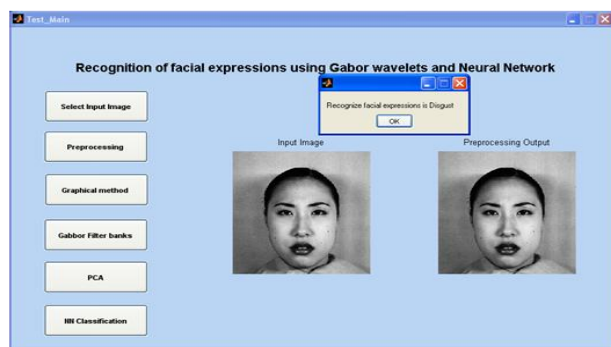 Test_Main
Recognition of facial expressions using Gabor wavelets and Neural Network
Select Input Image
Recognize facial expressions is Disgust
OK
Preprocessing
Input Image
Preprocessing Output
Graphical method
Gabbor Filter banks
PCA
NN Classification